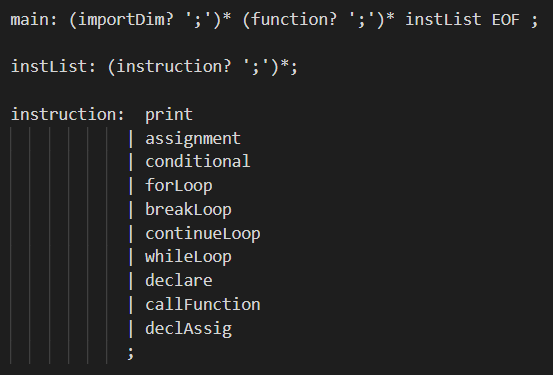 main: (importDim? ';')* (function? ';')* instList EOF ;
instList: (instruction? ';')*;
instruction:  print
| assignment
| conditional
| forLoop
| breakLoop
| continueLoop
| whileLoop
| declare
| callFunction
| declAssig
;